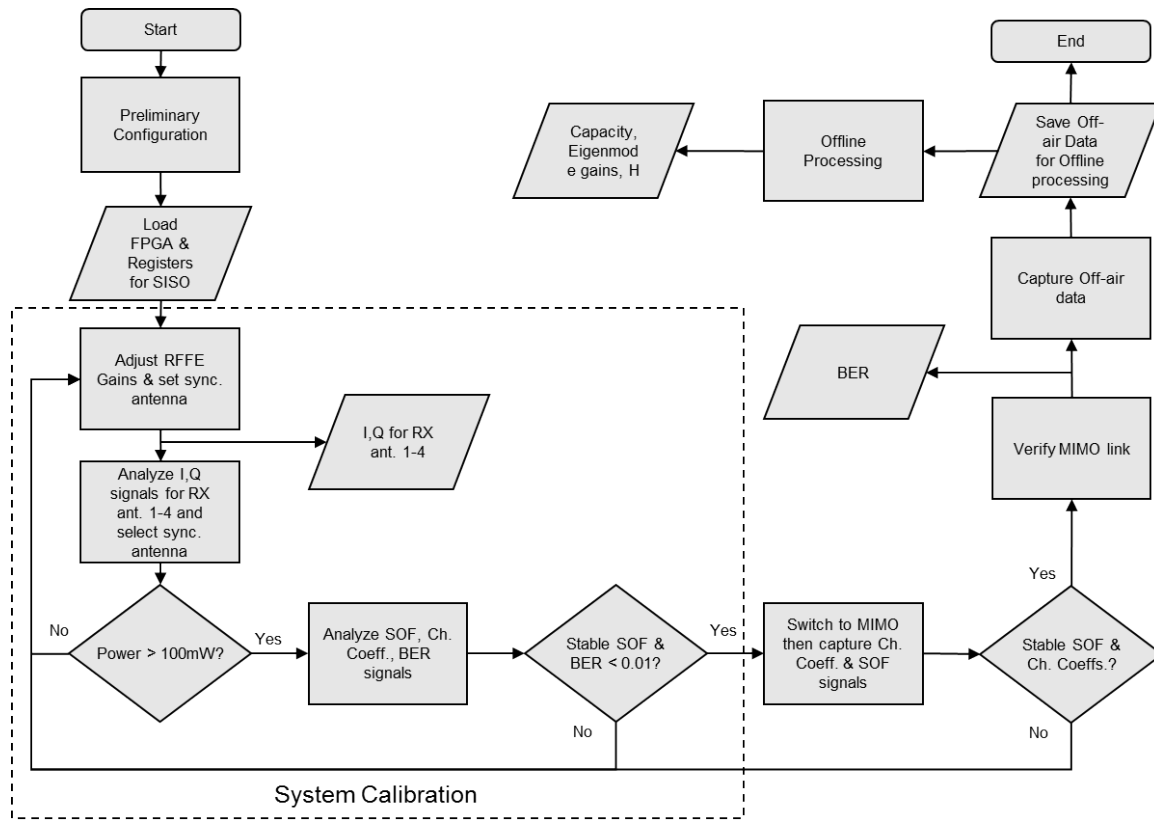 Start
Preliminary
Configuration
Load
FPGA &
Registers
for SISO
Adjust RFFE
Gains & set sync.
antenna
I,Q for RX
ant. 1-4
Analyze I,Q
signals for RX
ant. 1-4 and
select sync.
antenna
Power > 100mW?
No
Yes
Analyze SOF, Ch.
Coeff., BER
signals
Stable SOF &
BER < 0.01?
Yes
No
System Calibration
Switch to MIMO
then capture Ch.
Coeff. & SOF
signals
Stable SOF &
Ch. Coeffs.?
Yes
No
Verify MIMO link
BER
Capture Off-air
data
Save Off-
air Data
for Offline
processing
Offline
Processing
Capacity,
Eigenmod
e gains, H
End